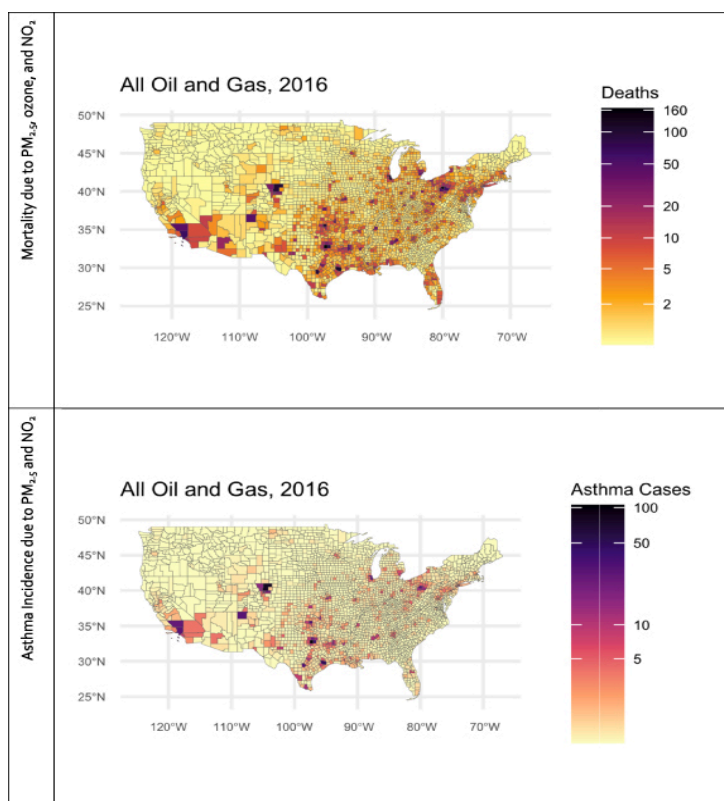 Mortality due to PM₂.₅, ozone, and NO₂
All Oil and Gas, 2016
Deaths
50°N
45°N
40°N
35°N
30°N
25°N
120°W
110°W
100°W
90°W
80°W
70°W
160
100
50
20
10
5
2
Asthma Incidence due to PM₂.₅ and NO₂
All Oil and Gas, 2016
Asthma Cases
50°N
45°N
40°N
35°N
30°N
25°N
120°W
110°W
100°W
90°W
80°W
70°W
100
50
10
5